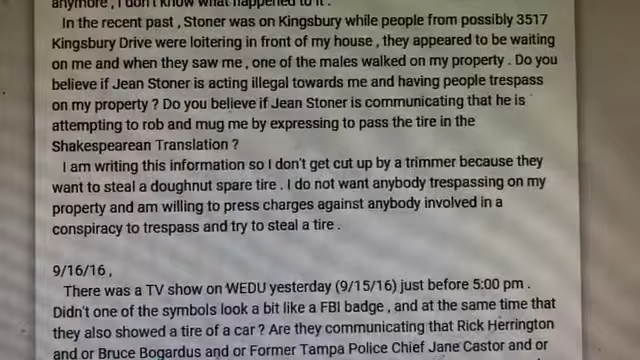 anymore , I don't know what happened to it .
In the recent past , Stoner was on Kingsbury while people from possibly 3517
Kingsbury Drive were loitering in front of my house , they appeared to be waiting
on me and when they saw me , one of the males walked on my property . Do you
believe if Jean Stoner is acting illegal towards me and having people trespass
on my property ? Do you believe if Jean Stoner is communicating that he is
attempting to rob and mug me by expressing to pass the tire in the
Shakespearean Translation ?
I am writing this information so I don't get cut up by a trimmer because they
want to steal a doughnut spare tire . I do not want anybody trespassing on my
property and am willing to press charges against anybody involved in a
conspiracy to trespass and try to steal a tire .
9/16/16 ,
There was a TV show on WEDU yesterday (9/15/16) just before 5:00 pm .
Didn't one of the symbols look a bit like a FBI badge , and at the same time that
they also showed a tire of a car ? Are they communicating that Rick Herrington
and or Bruce Bogardus and or Former Tampa Police Chief Jane Castor and or